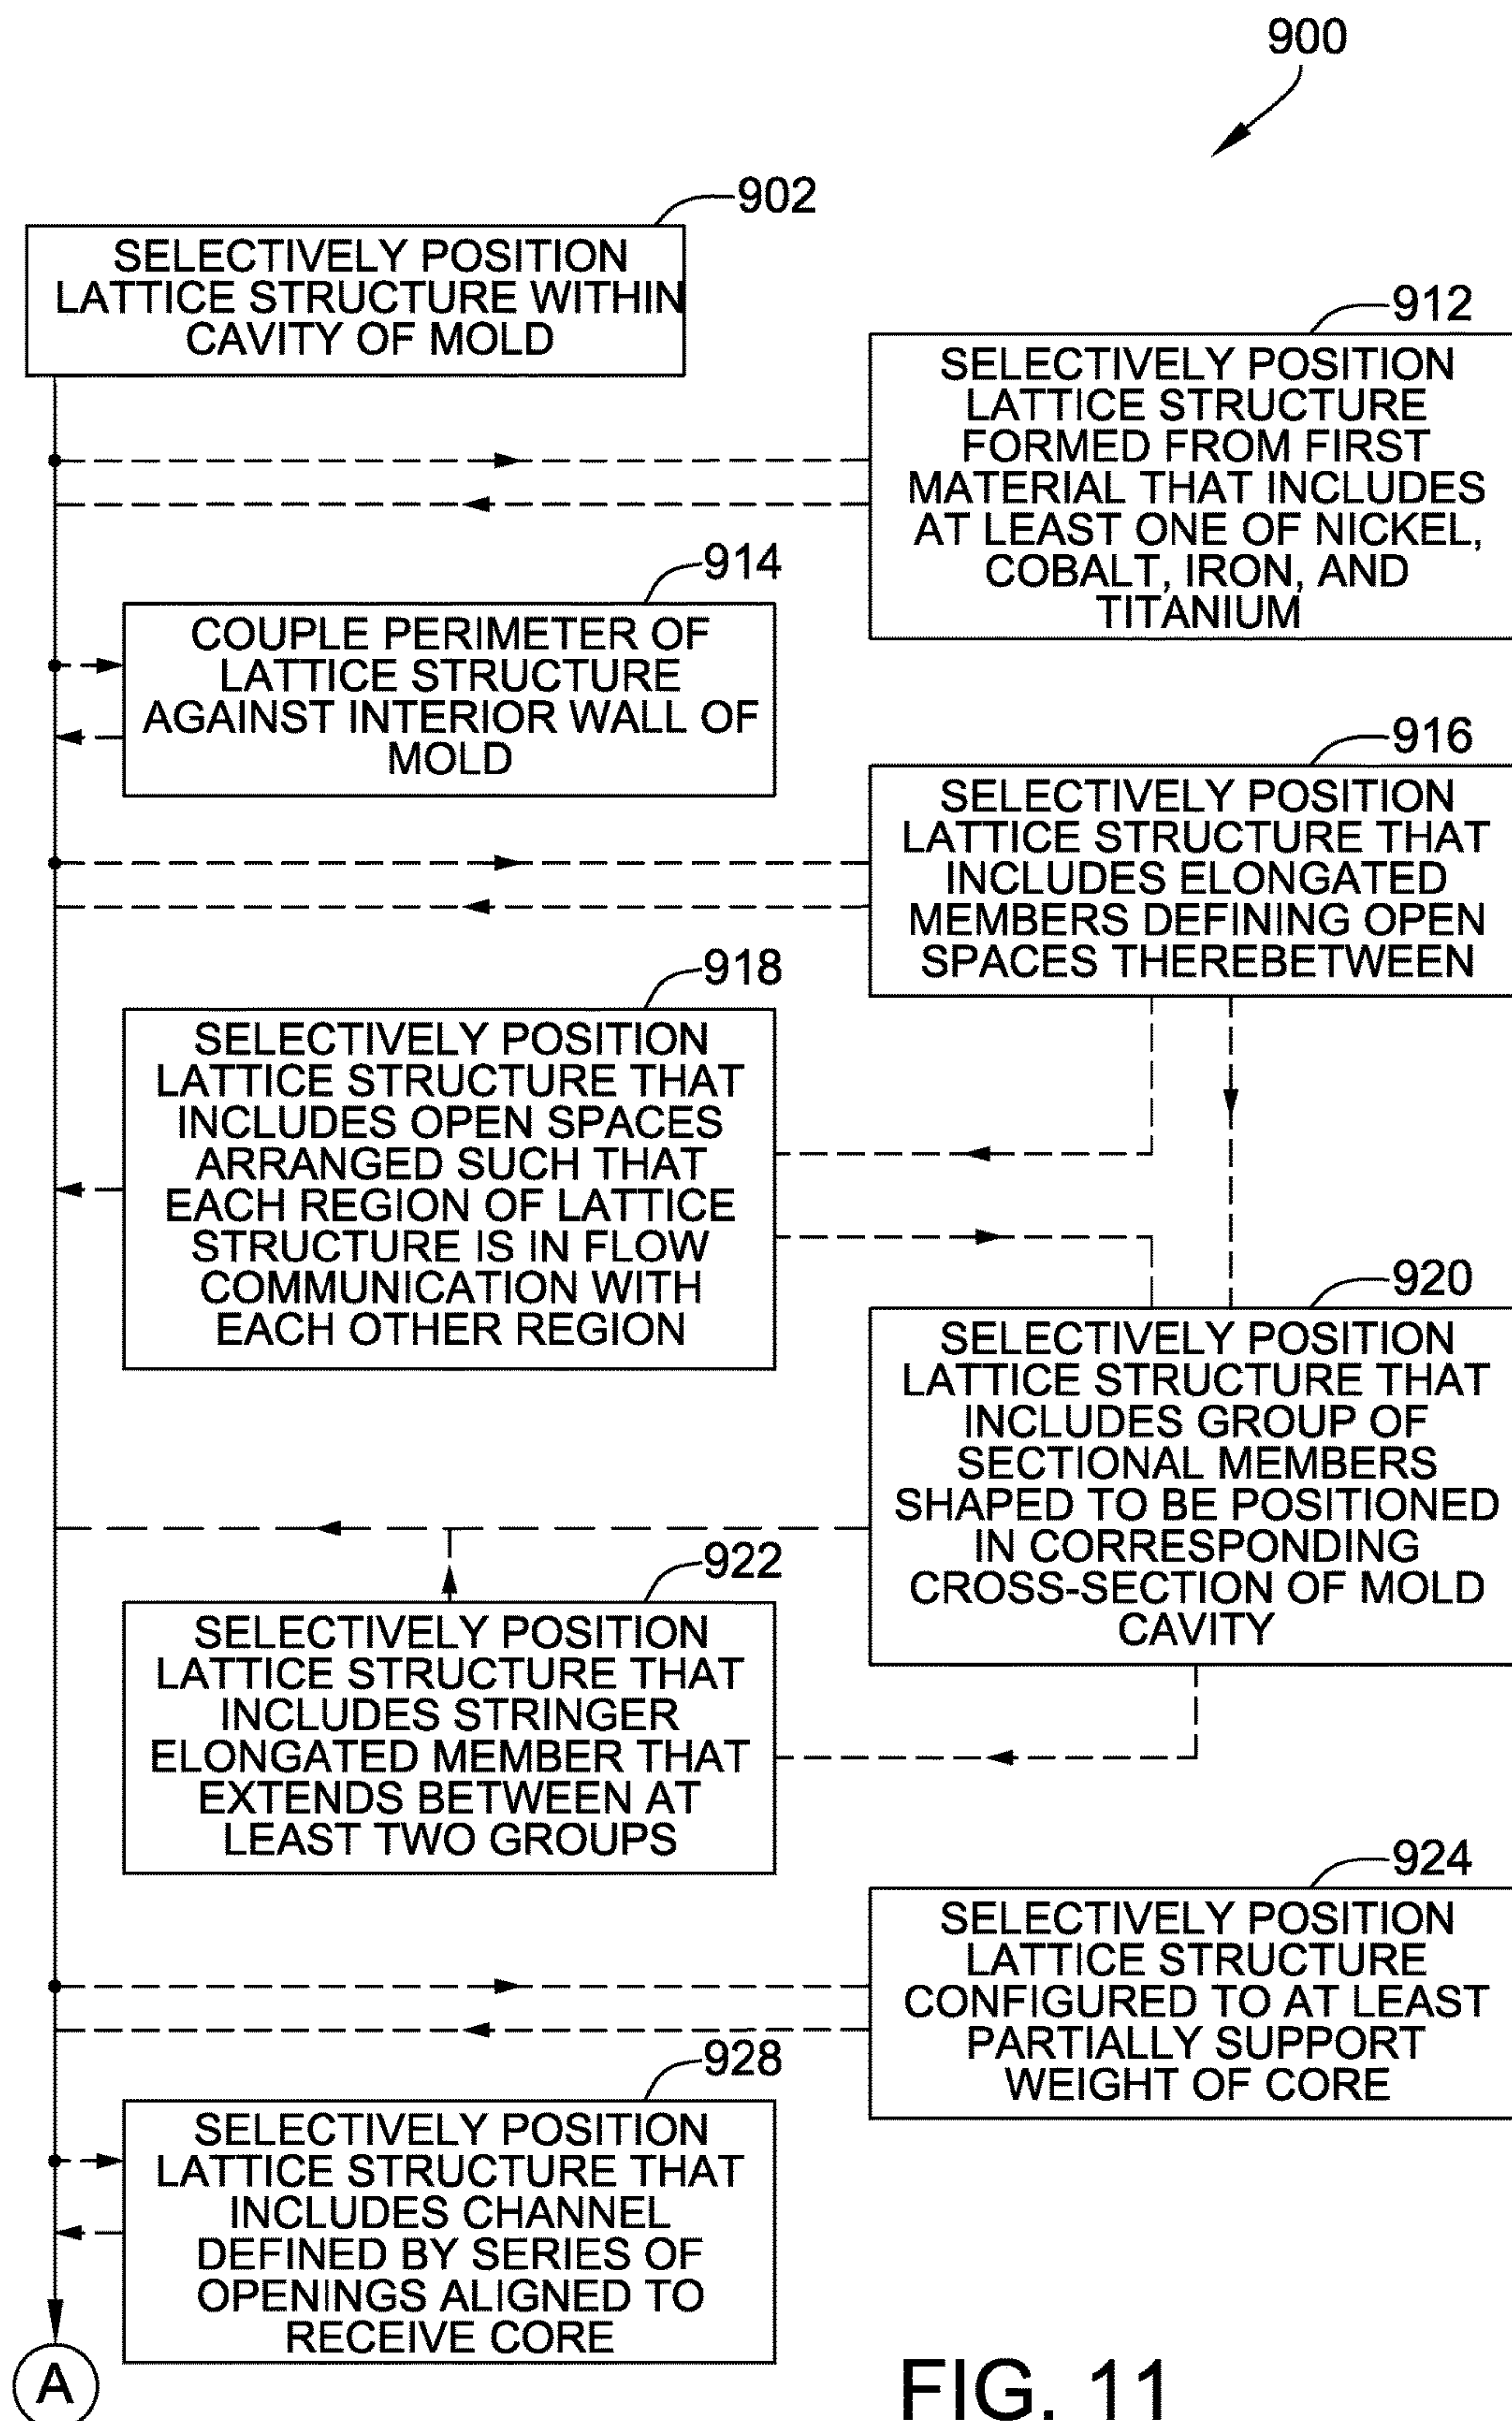 900
902
SELECTIVELY POSITION
LATTICE STRUCTURE WITHIN
CAVITY OF MOLD
912
SELECTIVELY POSITION
LATTICE STRUCTURE
FORMED FROM FIRST
MATERIAL THAT INCLUDES
AT LEAST ONE OF NICKEL,
COBALT, IRON, AND
TITANIUM
914
COUPLE PERIMETER OF
LATTICE STRUCTURE
AGAINST INTERIOR WALL OF
MOLD
916
SELECTIVELY POSITION
LATTICE STRUCTURE THAT
INCLUDES ELONGATED
MEMBERS DEFINING OPEN
SPACES THEREBETWEEN
918
SELECTIVELY POSITION
LATTICE STRUCTURE THAT
INCLUDES OPEN SPACES
ARRANGED SUCH THAT
EACH REGION OF LATTICE
STRUCTURE IS IN FLOW
COMMUNICATION WITH
EACH OTHER REGION
920
SELECTIVELY POSITION
LATTICE STRUCTURE THAT
INCLUDES GROUP OF
SECTIONAL MEMBERS
SHAPED TO BE POSITIONED
IN CORRESPONDING
CROSS-SECTION OF MOLD
CAVITY
922
SELECTIVELY POSITION
LATTICE STRUCTURE THAT
INCLUDES STRINGER
ELONGATED MEMBER THAT
EXTENDS BETWEEN AT
LEAST TWO GROUPS
924
SELECTIVELY POSITION
LATTICE STRUCTURE
CONFIGURED TO AT LEAST
PARTIALLY SUPPORT
WEIGHT OF CORE
928
SELECTIVELY POSITION
LATTICE STRUCTURE THAT
INCLUDES CHANNEL
DEFINED BY SERIES OF
OPENINGS ALIGNED TO
RECEIVE CORE
A
FIG. 11